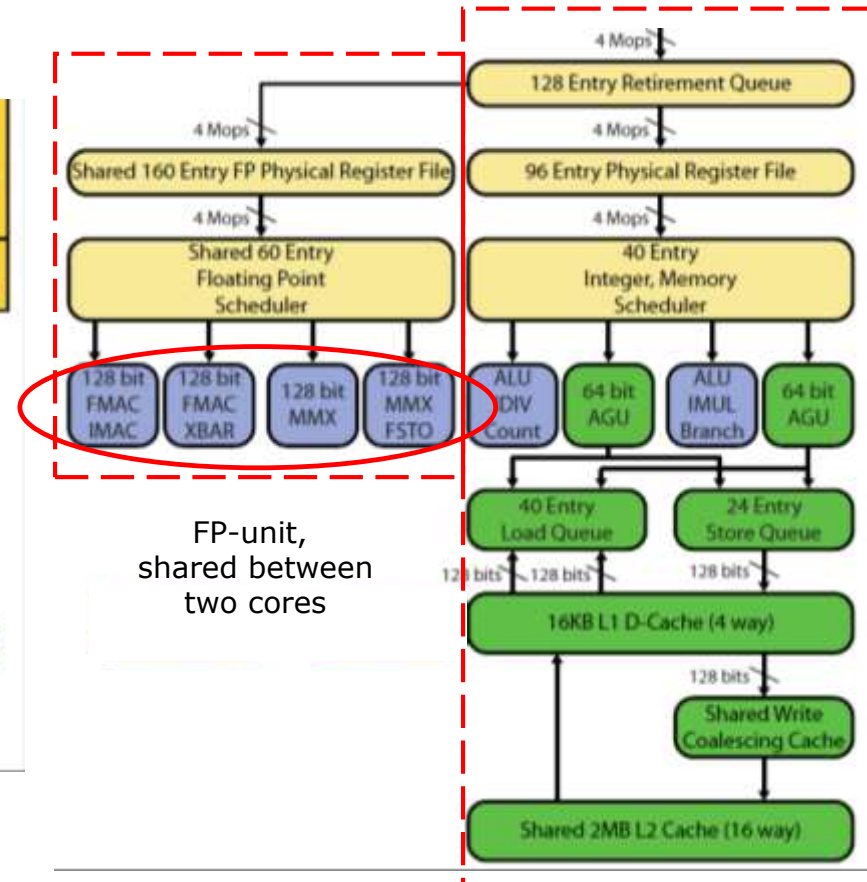 4 Mops
128 Entry Retirement Queue
4 Mops
4 Mops
Shared 160 Entry FP Physical Register File
96 Entry Physical Register File
4 Mops
4 Mops
Shared 60 Entry
Floating Point
Scheduler
40 Entry
Integer, Memory
Scheduler
128 bit
FMAC
IMAC
128 bit
FMAC
XBAR
128 bit
MMX
128 bit
MMX
FSTO
ALU
DIV
Count
64 bit
AGU
ALU
IMUL
Branch
64 bit
AGU
FP-unit,
shared between
two cores
40 Entry
Load Queue
24 Entry
Store Queue
128 bits
128 bits
128 bits
16KB L1 D-Cache (4 way)
128 bits
Shared Write
Coalescing Cache
Shared 2MB L2 Cache (16 way)